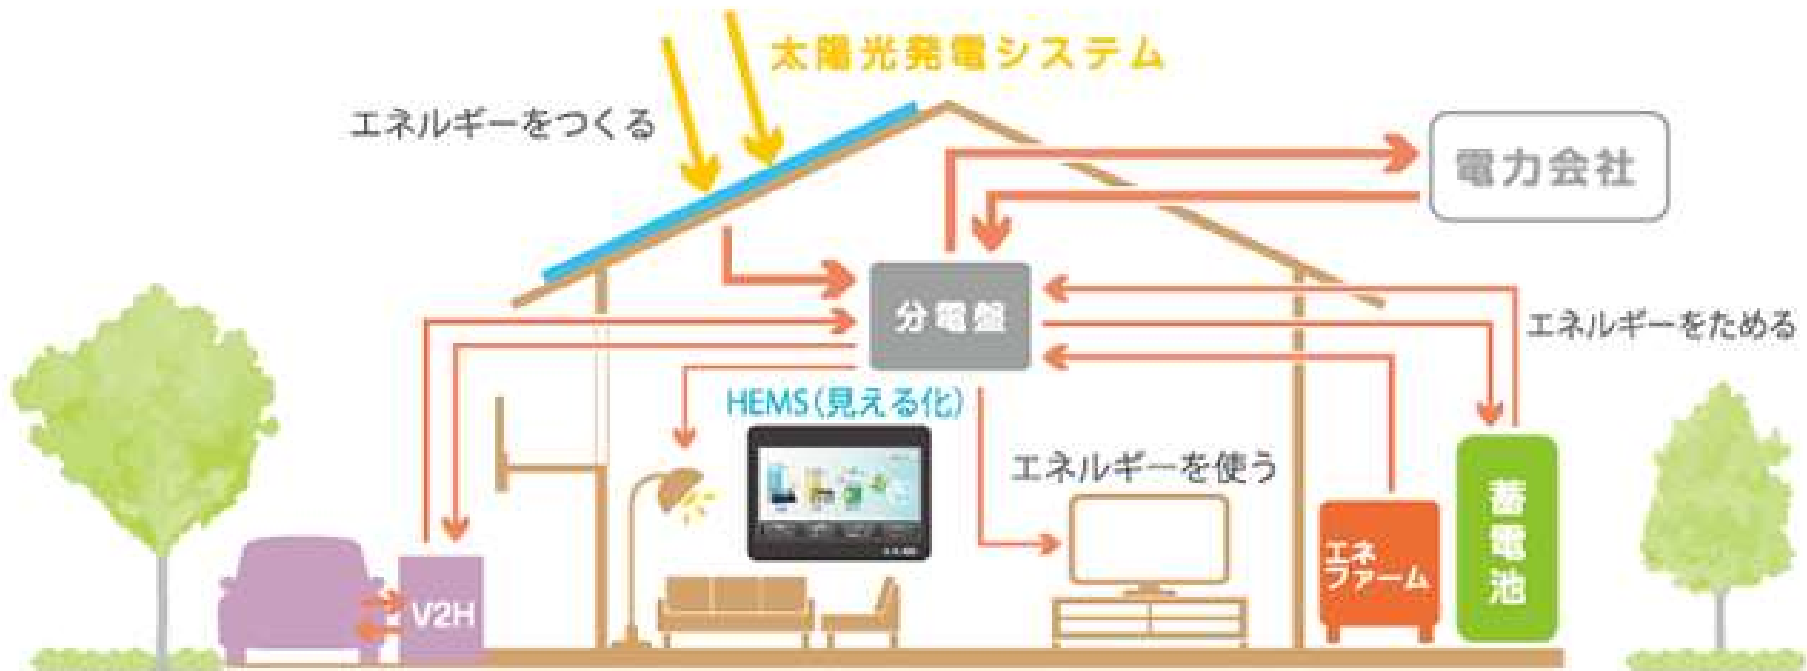 太陽光発電システム
エネルギーをつくる
電力会社
分電盤
エネルギーをためる
HEMS(見える化)
エネルギーを使う
エネ
ファーム
蓄電池
V2H